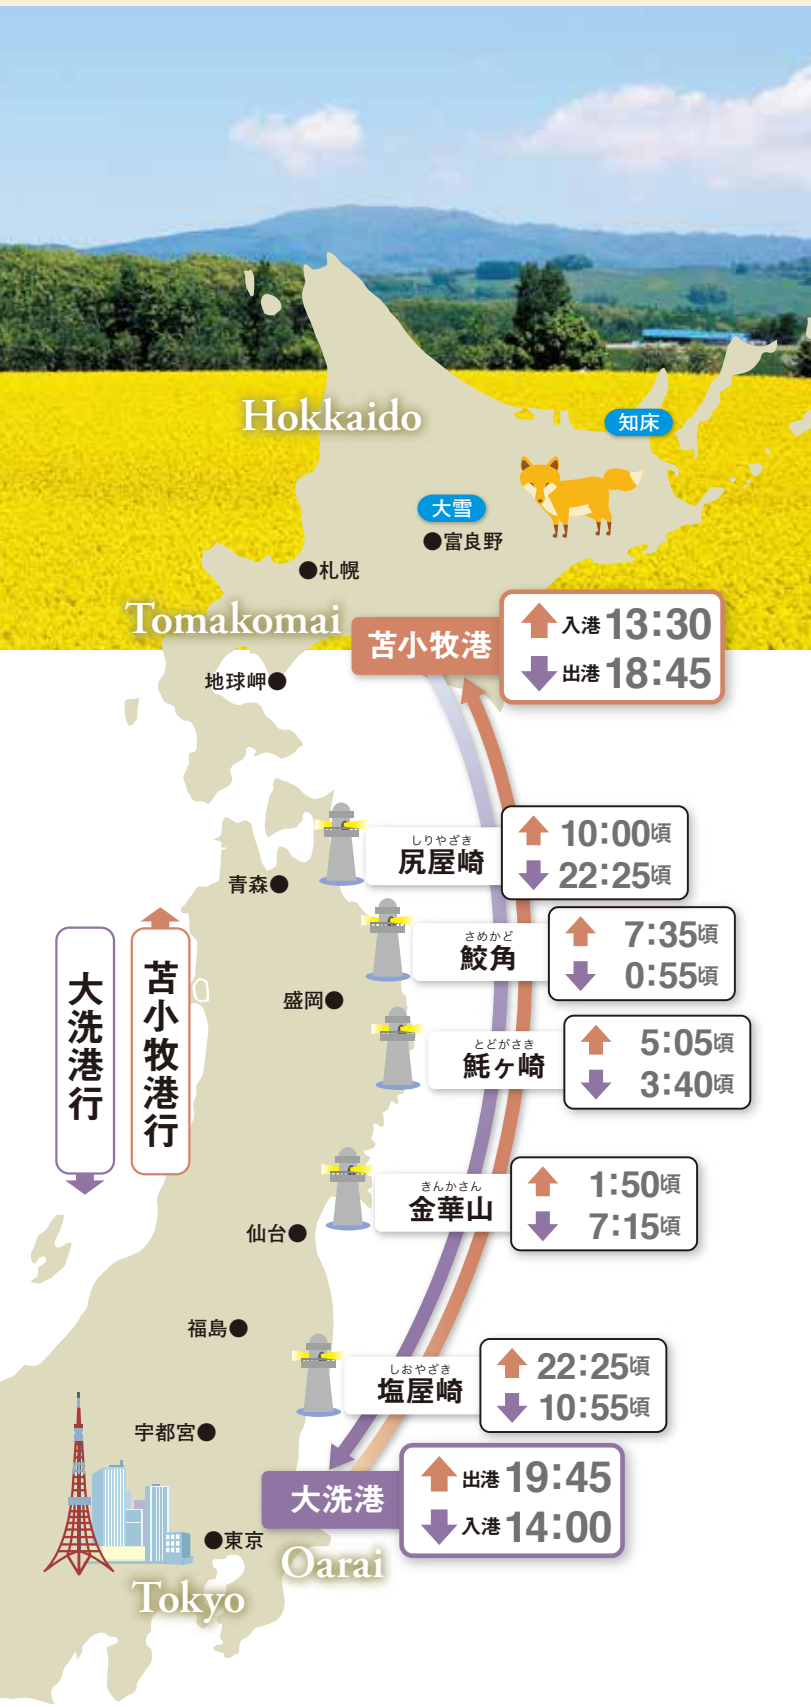 Hokkaido
知床
大雪
●富良野
●札幌
Tomakomai
苫小牧港
入港 13:30
出港 18:45
地球岬●
しりやざき
尻屋崎
10:00頃
22:25頃
青森●
さめかど
鮫角
7:35頃
0:55頃
大洗港行
苫小牧港行
盛岡●
とどがさき
魹ヶ崎
5:05頃
3:40頃
きんかさん
金華山
1:50頃
7:15頃
仙台●
福島●
しおやざき
塩屋崎
22:25頃
10:55頃
宇都宮●
大洗港
出港 19:45
入港 14:00
●東京
Oarai
Tokyo